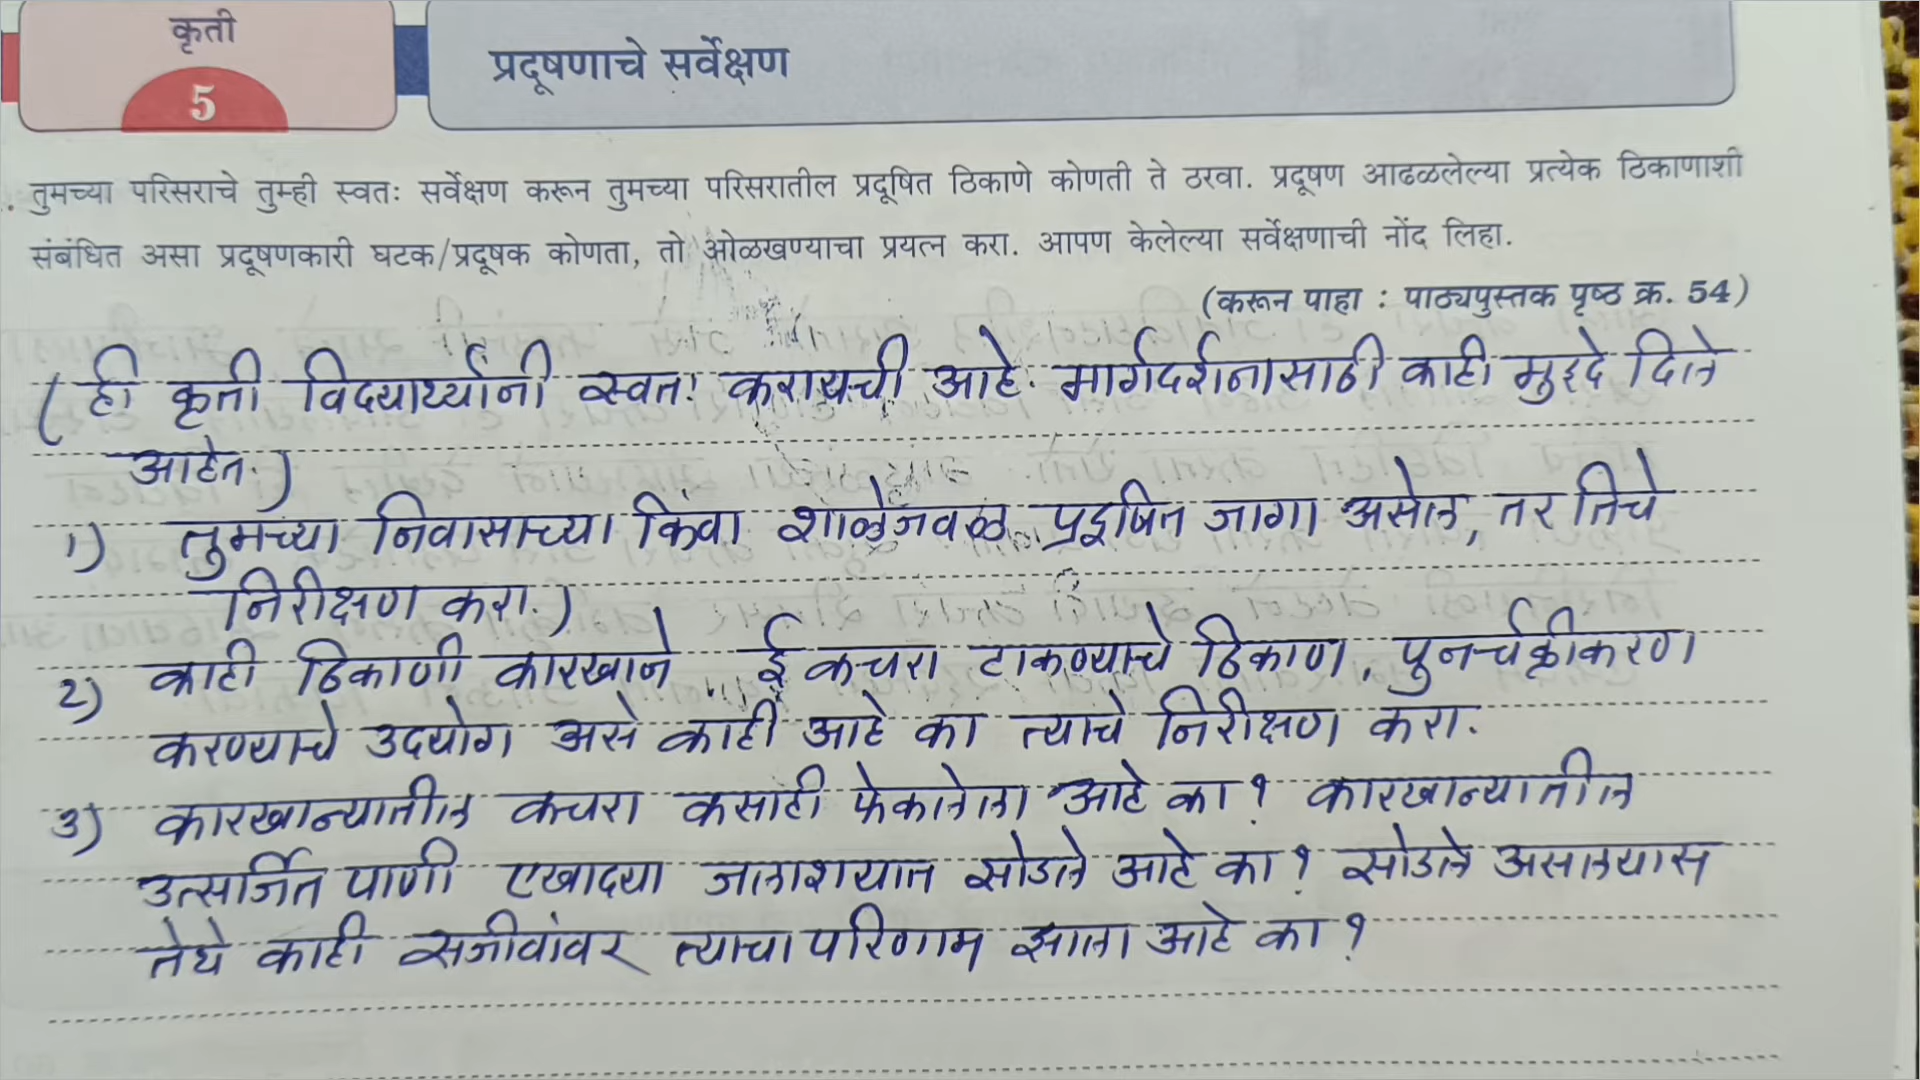 कृती
5
प्रदूषणाचे सर्वेक्षण
तुमच्या परिसराचे तुम्ही स्वतः सर्वेक्षण करून तुमच्या परिसरातील प्रदूषित ठिकाणे कोणती ते ठरवा. प्रदूषण आढळलेल्या प्रत्येक ठिकाणाशी
संबंधित असा प्रदूषणकारी घटक/प्रदूषक कोणता, तो ओळखण्याचा प्रयत्न करा. आपण केलेल्या सर्वेक्षणाची नोंद लिहा.
(करून पाहा : पाठ्यपुस्तक पृष्ठ क्र. 54)
(ही कृती विद्यार्थ्यांनी स्वतः करायची आहे. मार्गदर्शनासाठी काही मुद्दे दिले
आहेत.)
1) तुमच्या निवासाच्या किंवा शाळेजवळ प्रदूषित जागा असेल, तर तिचे
निरीक्षण करा.)
2) काही ठिकाणी कारखाने ई कचरा टाकण्याचे ठिकाण, पुनर्चक्रीकरण
करण्याचे उदयोग असे काही आहे का त्याचे निरीक्षण करा.
3) कारखान्यातील कचरा कसाही फेकलेला आहे का? कारखान्यातील
उत्सर्जित पाणी एखादया जलाशयात सोडले आहे का? सोडले असल्यास
तेथे काही सजीवांवर त्याचा परिणाम झाला आहे का?